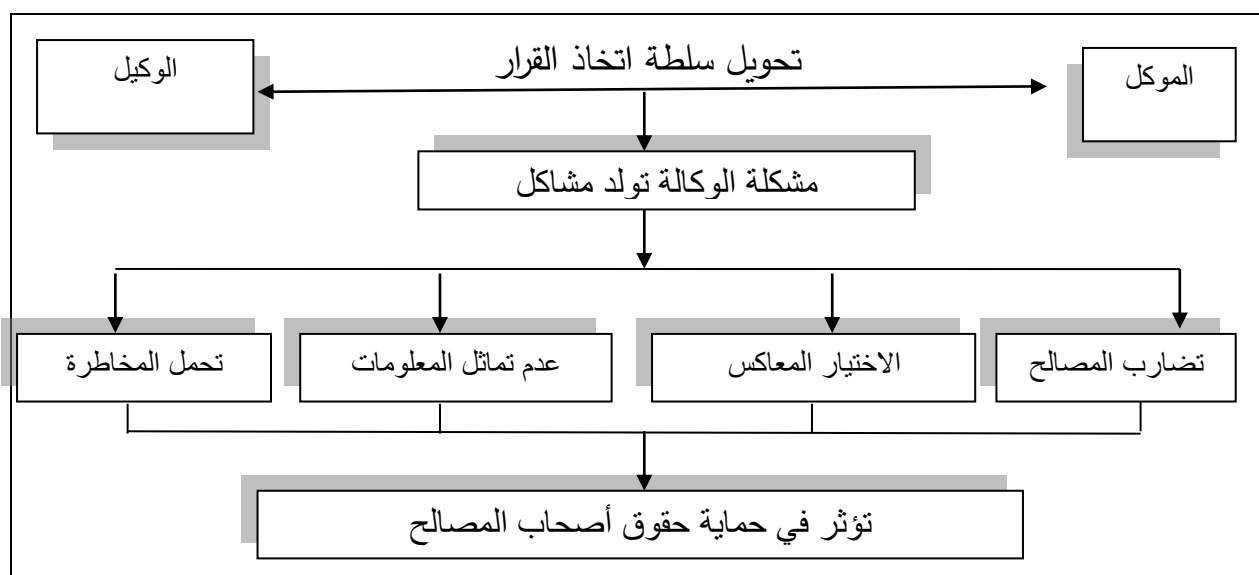 الموكل
تحويل سلطة اتخاذ القرار
الوكيل
مشكلة الوكالة تولد مشاكل
تضارب المصالح
الاختيار المعاكس
عدم تماثل المعلومات
تحمل المخاطرة
تؤثر في حماية حقوق أصحاب المصالح